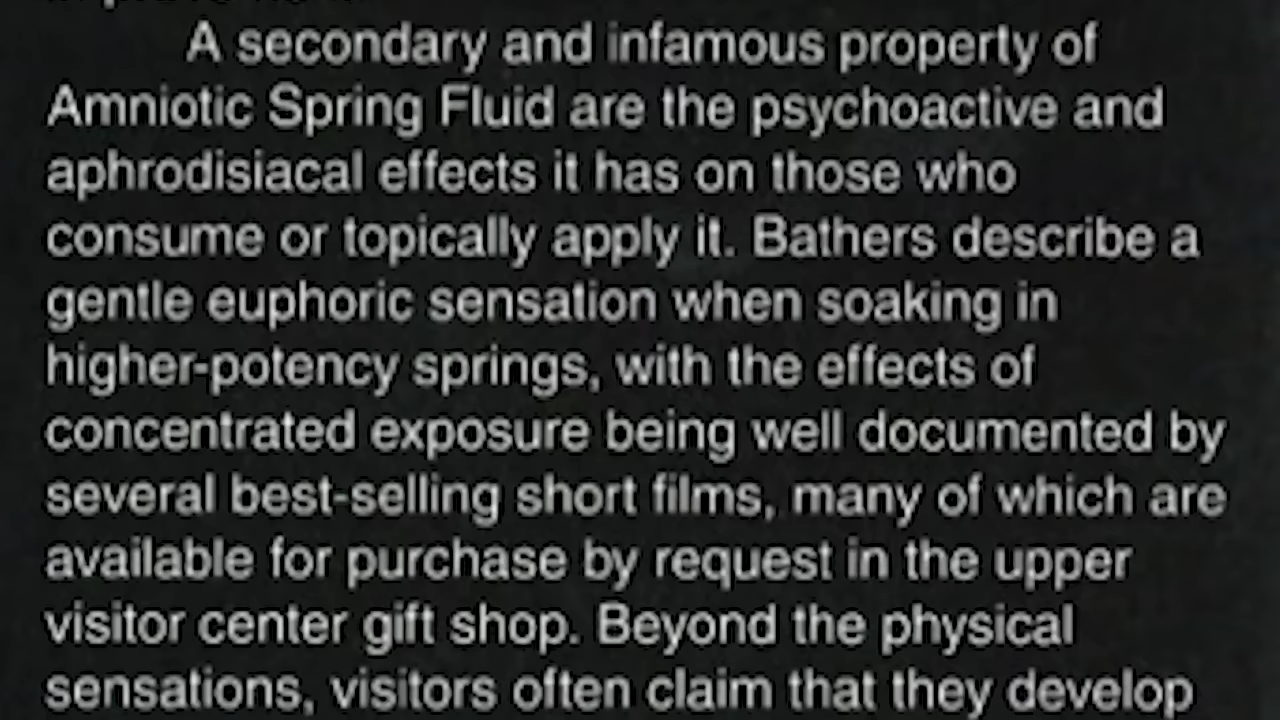 A secondary and infamous property of
Amniotic Spring Fluid are the psychoactive and
aphrodisiacal effects it has on those who
consume or topically apply it. Bathers describe a
gentle euphoric sensation when soaking in
higher-potency springs, with the effects of
concentrated exposure being well documented by
several best-selling short films, many of which are
available for purchase by request in the upper
visitor center gift shop. Beyond the physical
sensations, visitors often claim that they develop